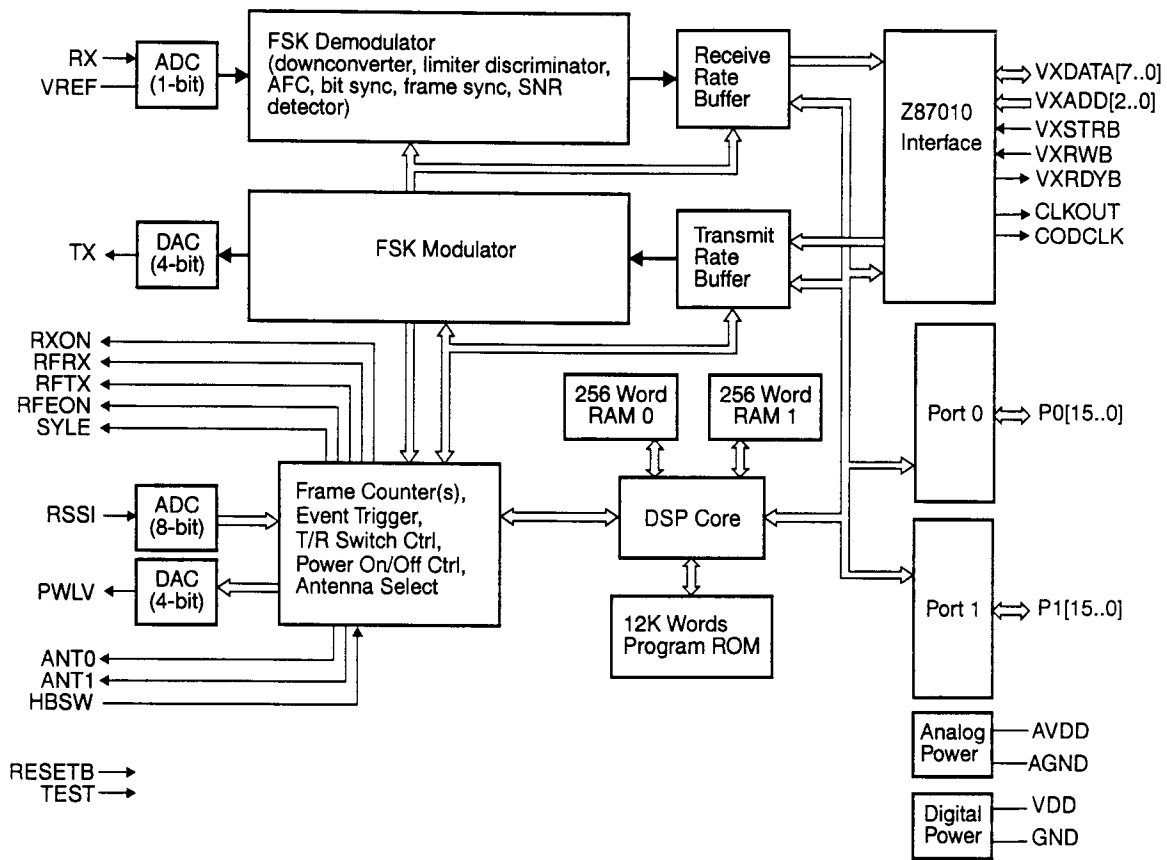 RX
VREF
ADC
(1-bit)
FSK Demodulator
(downconverter, limiter discriminator,
AFC, bit sync, frame sync, SNR
detector)
Receive
Rate
Buffer
Z87010
Interface
VXDATA[7..0]
VXADD[2..0]
VXSTRB
VXRWB
VXRDYB
CLKOUT
CODCLK
TX
DAC
(4-bit)
FSK Modulator
Transmit
Rate
Buffer
RXON
RFRX
RFTX
RFEON
SYLE
256 Word
RAM 0
256 Word
RAM 1
Port 0
P0[15..0]
RSSI
ADC
(8-bit)
Frame Counter(s),
Event Trigger,
T/R Switch Ctrl,
Power On/Off Ctrl,
Antenna Select
DSP Core
PWLV
DAC
(4-bit)
12K Words
Program ROM
Port 1
P1[15..0]
ANT0
ANT1
HBSW
Analog
Power
AVDD
AGND
RESETB
TEST
Digital
Power
VDD
GND